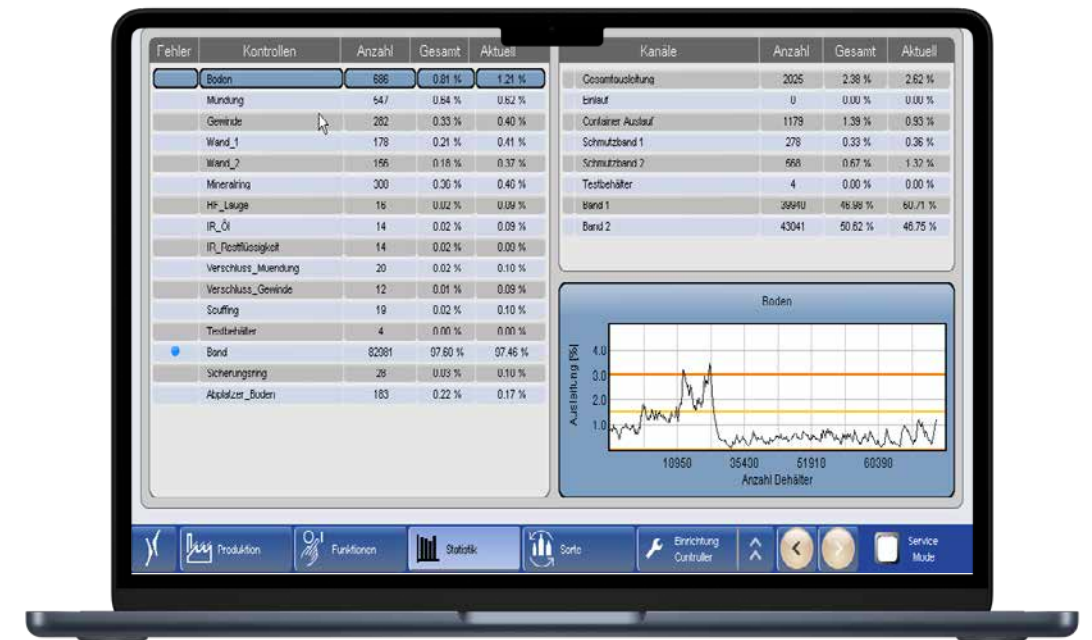 Fehler Kontrollen Anzahl Gesamt Aktuell
Boden 686 0.81 % 1.21 %
Mundung 547 0.64 % 0.62 %
Gewinde 282 0.33 % 0.40 %
Wand_1 178 0.21 % 0.41 %
Wand_2 156 0.18 % 0.37 %
Mineralring 300 0.36 % 0.46 %
HF_Lauge 16 0.02 % 0.09 %
IR_Öl 14 0.02 % 0.09 %
IR_Restflüssigkeit 14 0.02 % 0.00 %
Verschluss_Muendung 20 0.02 % 0.10 %
Verschluss_Gewinde 12 0.01 % 0.09 %
Scuffing 19 0.02 % 0.10 %
Testbehälter 4 0.00 % 0.00 %
Band 82981 97.60 % 97.46 %
Sicherungsring 28 0.03 % 0.10 %
Abplatzer_Boden 183 0.22 % 0.17 %
Kanäle Anzahl Gesamt Aktuell
Gesamtausleitung 2025 2.38 % 2.62 %
Einlauf 0 0.00 % 0.00 %
Container Auslauf 1179 1.39 % 0.93 %
Schmutzband 1 278 0.33 % 0.36 %
Schmutzband 2 568 0.67 % 1.32 %
Testbehälter 4 0.00 % 0.00 %
Band 1 39940 46.98 % 50.71 %
Band 2 43041 50.62 % 46.75 %
Boden
Ausleitung [%]
4.0
3.0
2.0
1.0
35400 51910
Anzahl Behälter
Produktion
Funktionen
Statistik
Sorte
Einrichtung
Controller
Service
Mode